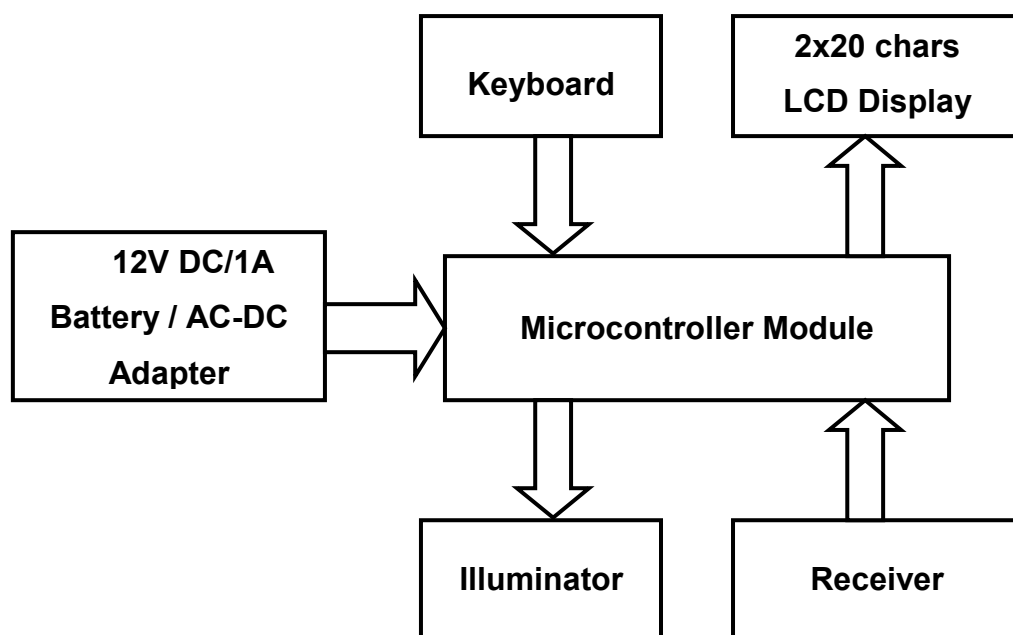 Keyboard
2x20 chars
LCD Display
12V DC/1A
Battery / AC-DC
Adapter
Microcontroller Module
Illuminator
Receiver